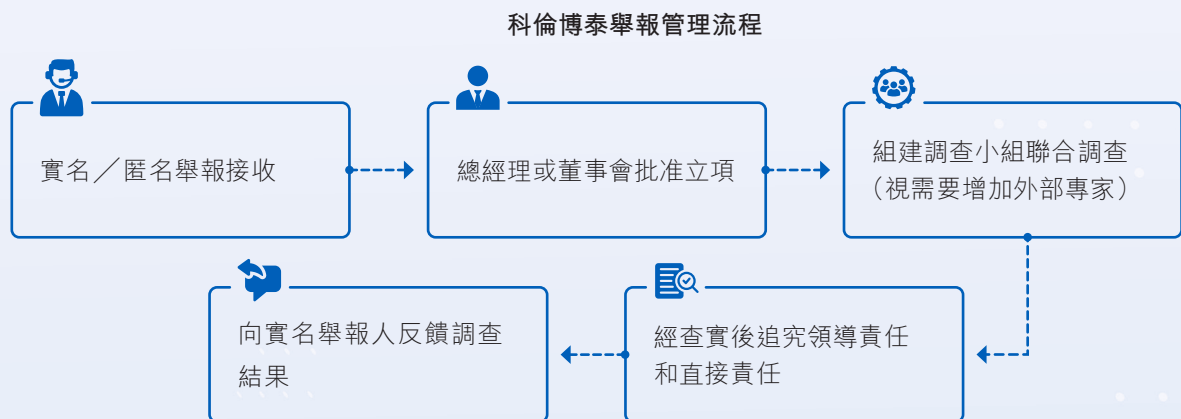 科倫博泰舉報管理流程
實名／匿名舉報接收
總經理或董事會批准立項
組建調查小組聯合調查
（視需要增加外部專家）
經查實後追究領導責任
和直接責任
向實名舉報人反饋調查
結果